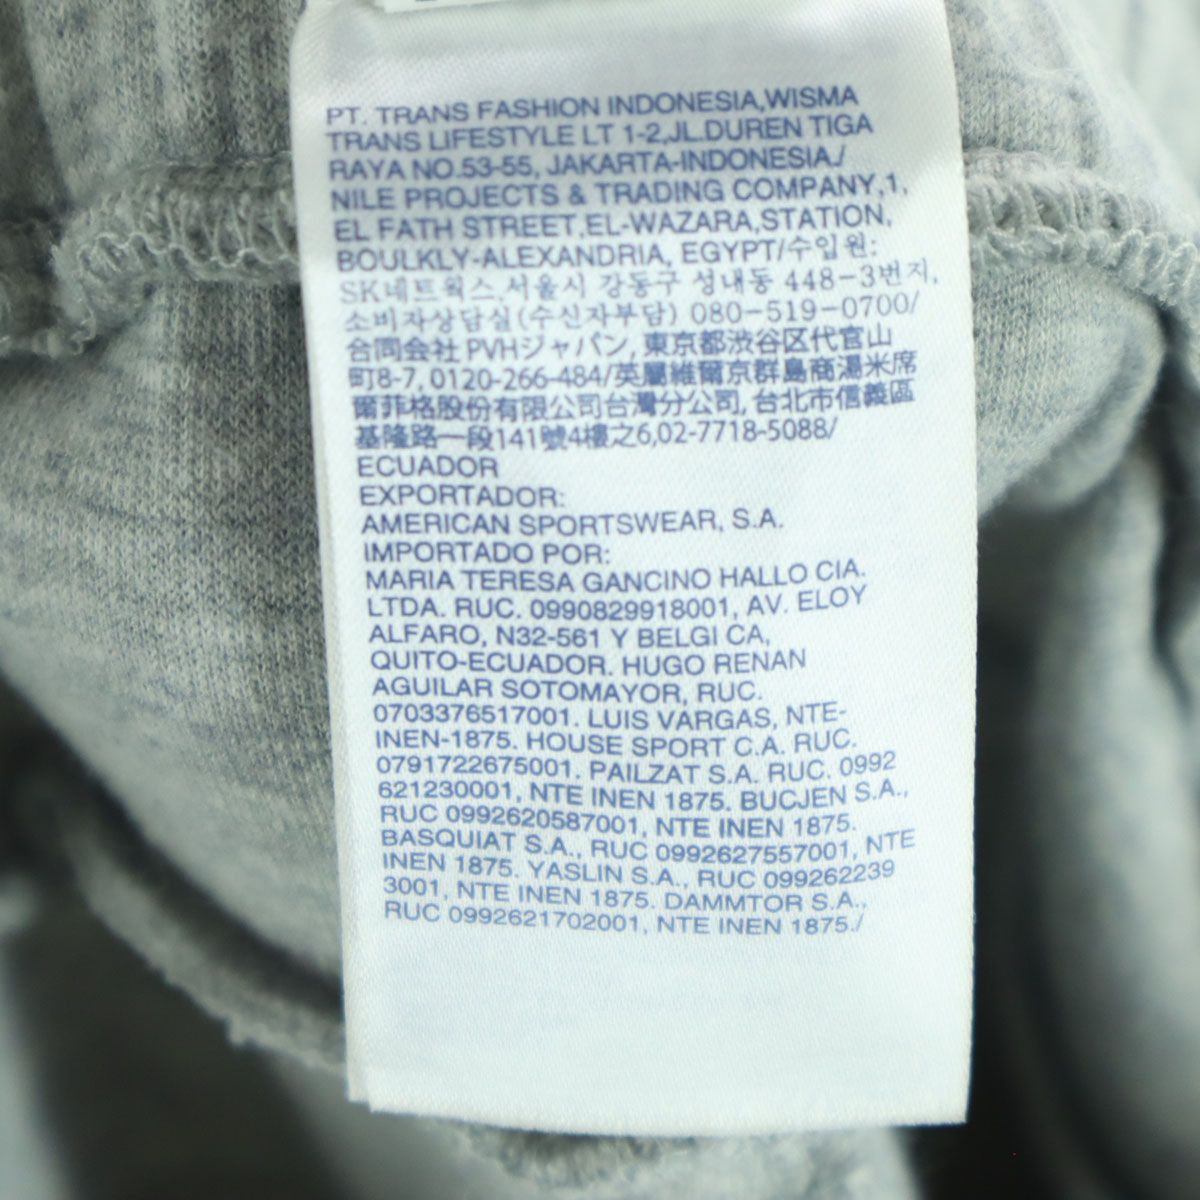 PT. TRANS FASHION INDONESIA,WISMA
TRANS LIFESTYLE LT 1-2,JL.DUREN TIGA
RAYA NO.53-55, JAKARTA-INDONESIA./
NILE PROJECTS & TRADING COMPANY,1,
EL FATH STREET,EL-WAZARA,STATION,
BOULKLY-ALEXANDRIA, EGYPT/수입원:
SK네트웍스,서울시 강동구 성내동 448-3번지,
소비자상담실(수신자부담) 080-519-0700/
合同会社 PVHジャパン, 東京都渋谷区代官山
町8-7, 0120-266-484/英屬維爾京群島商湯米席
爾菲格股份有限公司台灣分公司, 台北市信義區
基隆路一段141號4樓之6,02-7718-5088/
ECUADOR
EXPORTADOR:
AMERICAN SPORTSWEAR, S.A.
IMPORTADO POR:
MARIA TERESA GANCINO HALLO CIA.
LTDA. RUC. 0990829918001, AV. ELOY
ALFARO, N32-561 Y BELGI CA,
QUITO-ECUADOR. HUGO RENAN
AGUILAR SOTOMAYOR, RUC.
0703376517001. LUIS VARGAS, NTE-
INEN-1875. HOUSE SPORT C.A. RUC.
0791722675001. PAILZAT S.A. RUC. 0992
621230001, NTE INEN 1875. BUCJEN S.A.,
RUC 0992620587001, NTE INEN 1875.
BASQUIAT S.A., RUC 0992627557001, NTE
INEN 1875. YASLIN S.A., RUC 099262239
3001, NTE INEN 1875. DAMMTOR S.A.,
RUC 0992621702001, NTE INEN 1875./